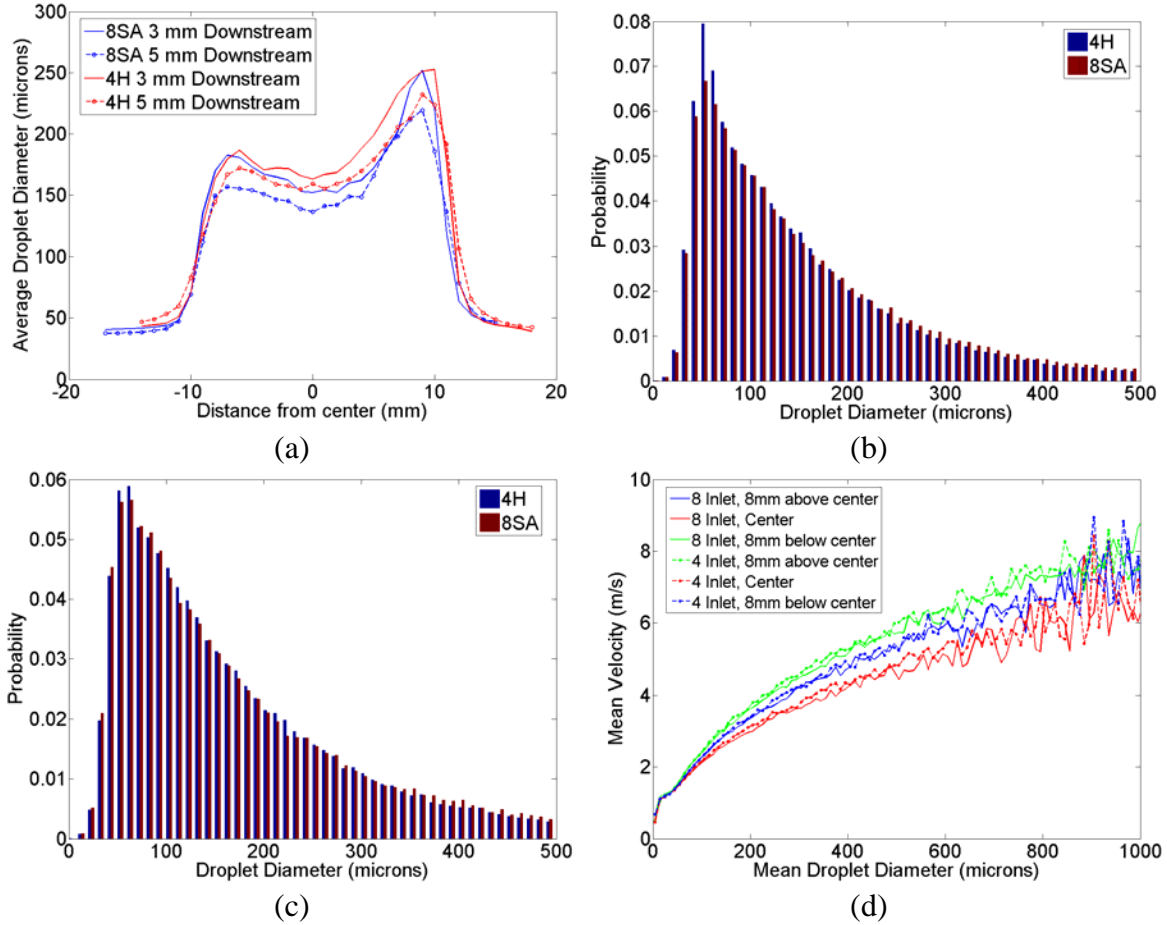 300
250
200
150
100
50
0
Average Droplet Diameter (microns)
8SA 3 mm Downstream
8SA 5 mm Downstream
4H 3 mm Downstream
4H 5 mm Downstream
-20 -10 0 10 20
Distance from center (mm)
(a)
0.08
0.07
0.06
0.05
0.04
0.03
0.02
0.01
0
Probability
4H
8SA
0 100 200 300 400 500
Droplet Diameter (microns)
(b)
0.06
0.05
0.04
0.03
0.02
0.01
0
Probability
4H
8SA
0 100 200 300 400 500
Droplet Diameter (microns)
(c)
10
8
6
4
2
0
Mean Velocity (m/s)
8 Inlet, 8mm above center
8 Inlet, Center
8 Inlet, 8mm below center
4 Inlet, 8mm above center
4 Inlet, Center
4 Inlet, 8mm below center
0 200 400 600 800 1000
Mean Droplet Diameter (microns)
(d)